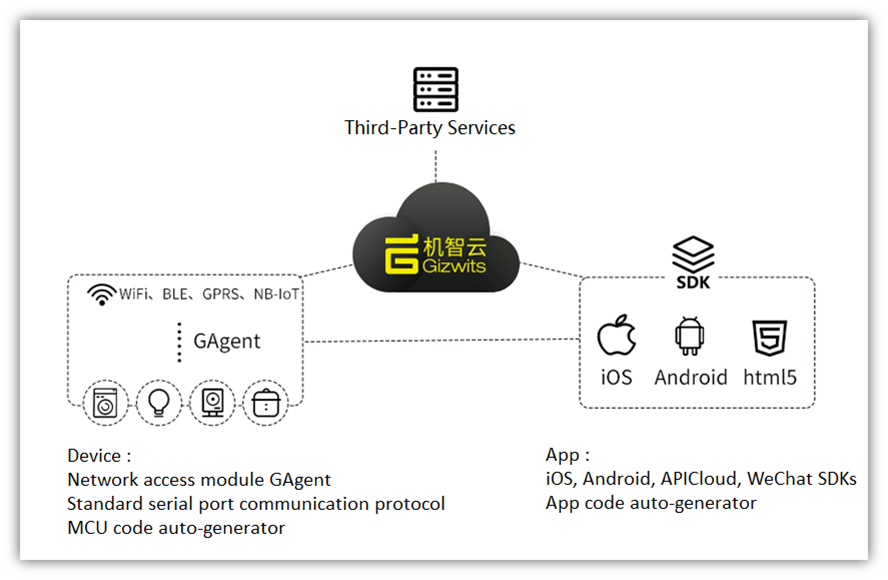 Third-Party Services
机智云
Gizwits
SDK
WiFi、BLE、GPRS、NB-IoT
GAgent
iOS Android html5
Device :
Network access module GAgent
Standard serial port communication protocol
MCU code auto-generator
App :
iOS, Android, APICloud, WeChat SDKs
App code auto-generator